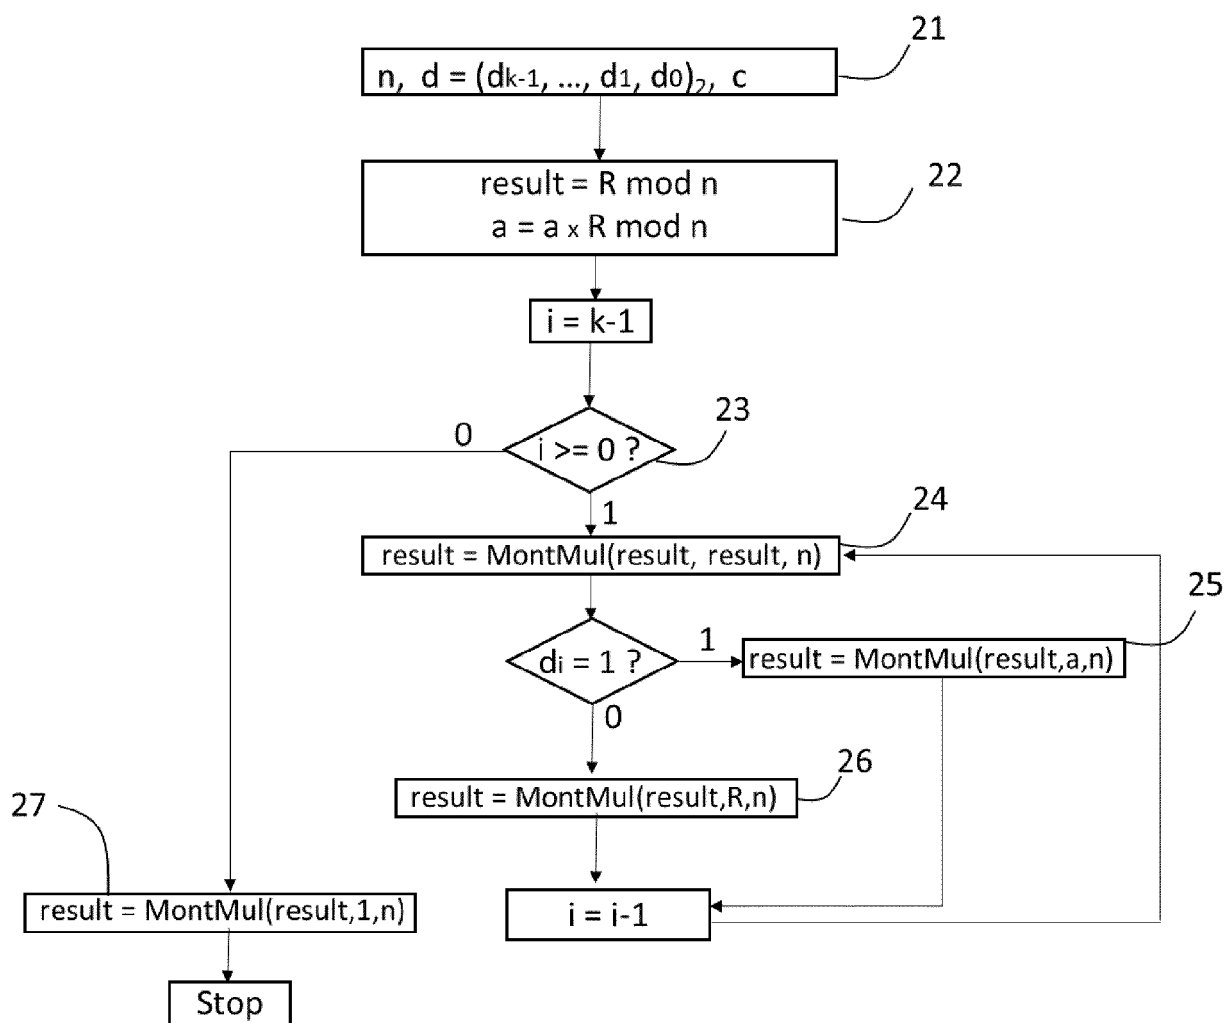 21
n, d = (dk-1, ..., d1, d0)2, c
22
result = R mod n
a = a x R mod n
i = k-1
23
0
i >= 0 ?
1
24
result = MontMul(result, result, n)
25
di = 1 ?
1
result = MontMul(result,a,n)
0
26
result = MontMul(result,R,n)
27
result = MontMul(result,1,n)
i = i-1
Stop